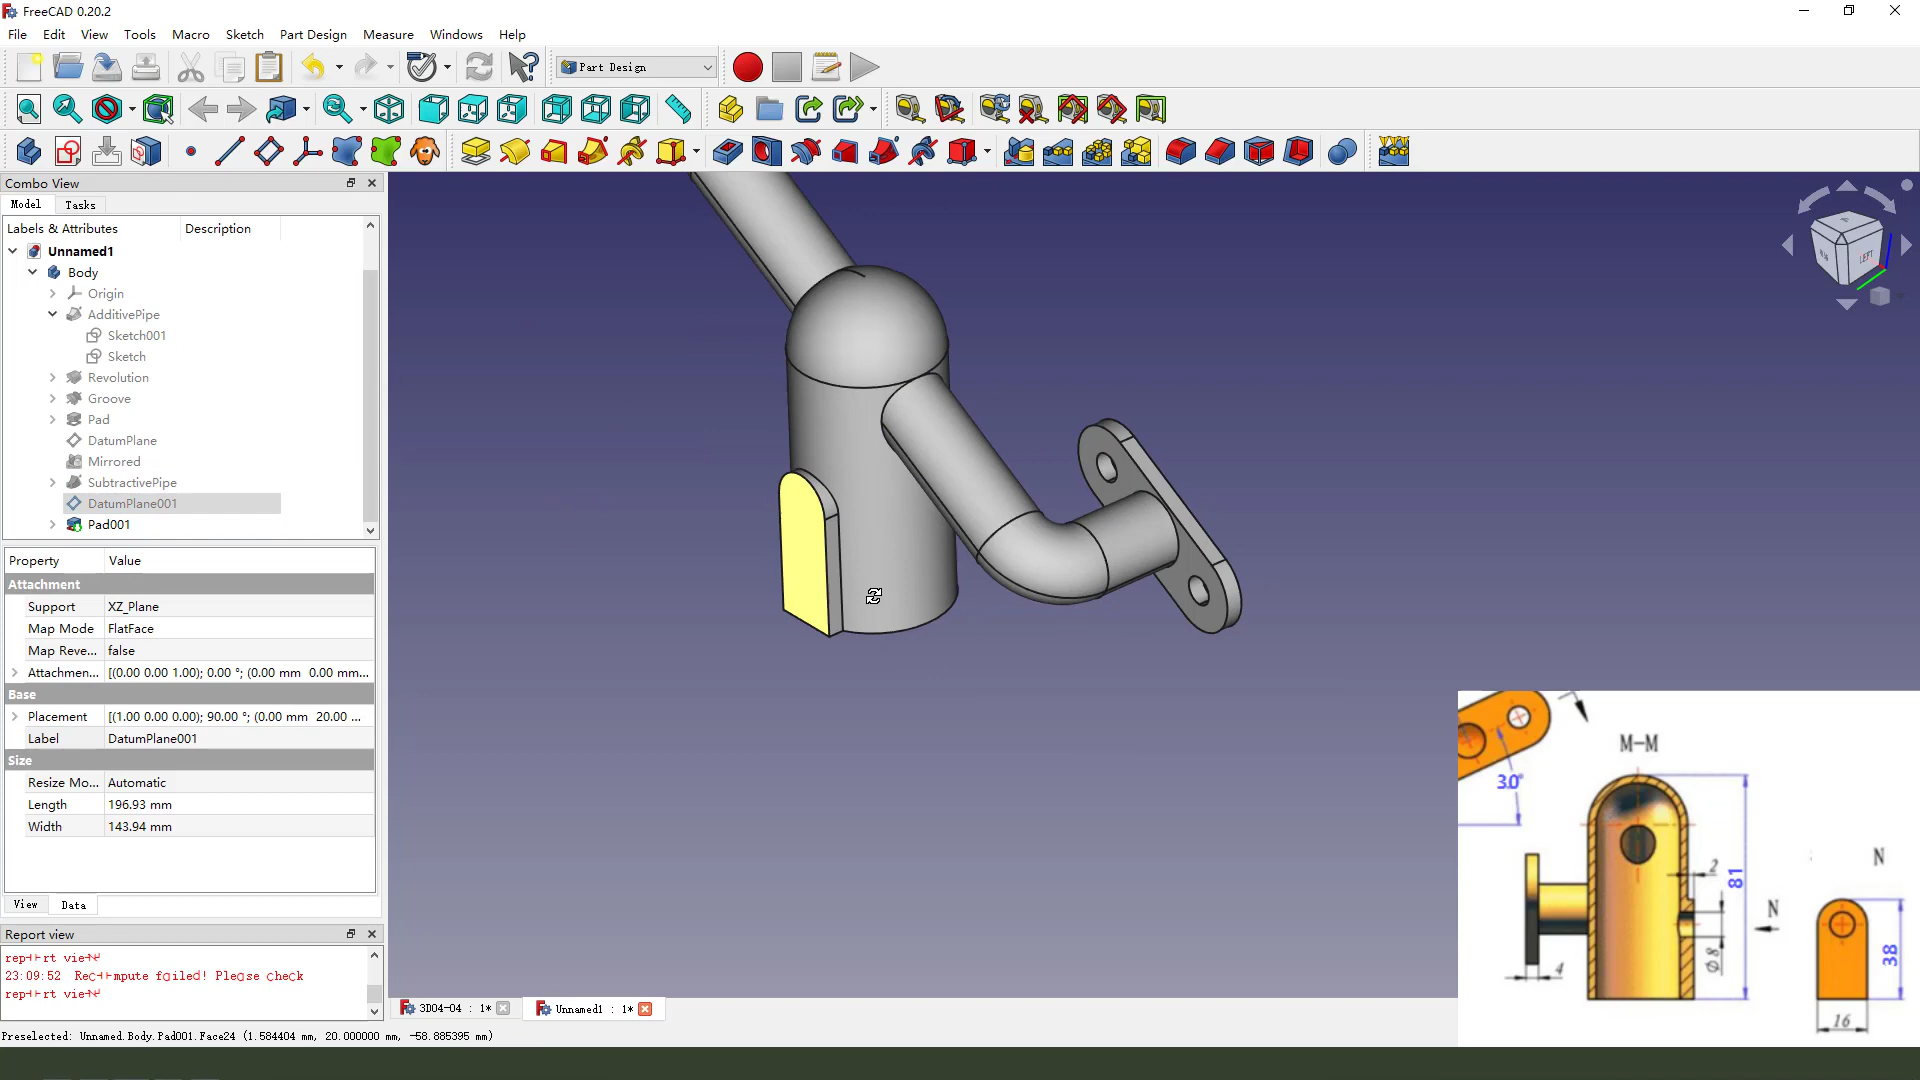 FreeCAD 0.20.2
File Edit View Tools Macro Sketch Part Design Measure Windows Help
Part Design
Combo View
Model Tasks
Labels & Attributes Description
Unnamed1
Body
Origin
AdditivePipe
Sketch001
Sketch
Revolution
Groove
Pad
DatumPlane
Mirrored
SubtractivePipe
DatumPlane001
Pad001
Property Value
Attachment
Support XZ_Plane
Map Mode FlatFace
Map Reve... false
Attachmen... [(0.00 0.00 1.00); 0.00 °; (0.00 mm 0.00 mm...
Base
Placement [(1.00 0.00 0.00); 90.00 °; (0.00 mm 20.00 ...
Label DatumPlane001
Size
Resize Mo... Automatic
Length 196.93 mm
Width 143.94 mm
View Data
Report view
23:09:52
3D04-04 : 1*
Unnamed1 : 1*
Preselected: Unnamed.Body.Pad001.Face24 (1.584404 mm, 20.000000 mm, -58.885395 mm)
LEFT
M-M
30°
2
81
N
N
Ø8
38
4
16